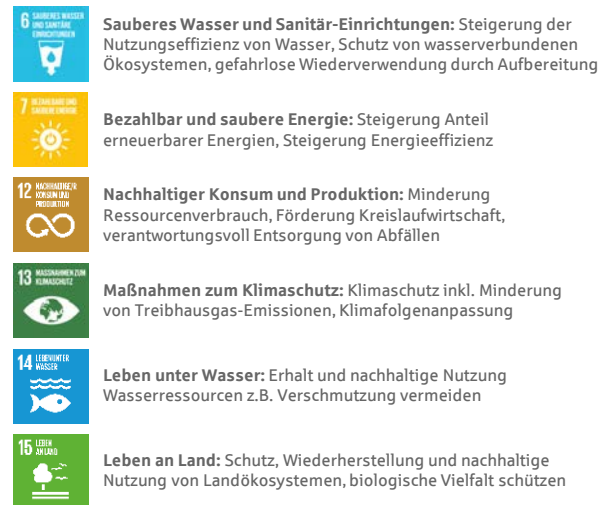 6 SAUBERES WASSER
UND SANITÄR-
EINRICHTUNGEN
Sauberes Wasser und Sanitär-Einrichtungen: Steigerung der
Nutzungseffizienz von Wasser, Schutz von wasserverbundenen
Ökosystemen, gefahrlose Wiederverwendung durch Aufbereitung
7 BEZAHLBARE UND
SAUBERE ENERGIE
Bezahlbar und saubere Energie: Steigerung Anteil
erneuerbarer Energien, Steigerung Energieeffizienz
12 NACHHALTIGE/R
KONSUM UND
PRODUKTION
Nachhaltiger Konsum und Produktion: Minderung
Ressourcenverbrauch, Förderung Kreislaufwirtschaft,
verantwortungsvoll Entsorgung von Abfällen
13 MASSNAHMEN ZUM
KLIMASCHUTZ
Maßnahmen zum Klimaschutz: Klimaschutz inkl. Minderung
von Treibhausgas-Emissionen, Klimafolgenanpassung
14 LEBEN UNTER
WASSER
Leben unter Wasser: Erhalt und nachhaltige Nutzung
Wasserressourcen z.B. Verschmutzung vermeiden
15 LEBEN
AN LAND
Leben an Land: Schutz, Wiederherstellung und nachhaltige
Nutzung von Landökosystemen, biologische Vielfalt schützen